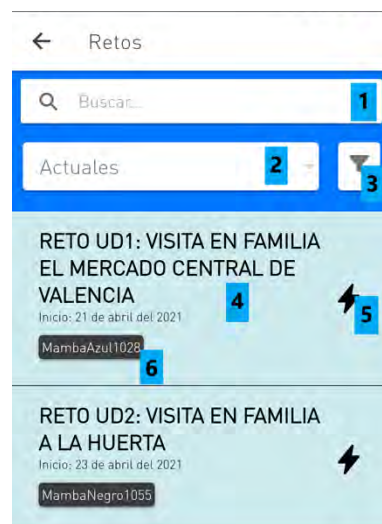 Retos
Buscar...
1
Actuales
2
3
RETO UD1: VISITA EN FAMILIA
EL MERCADO CENTRAL DE
VALENCIA
4
5
Inicio: 21 de abril del 2021
MambaAzul1028
6
RETO UD2: VISITA EN FAMILIA
A LA HUERTA
Inicio: 23 de abril del 2021
MambaNegro1055